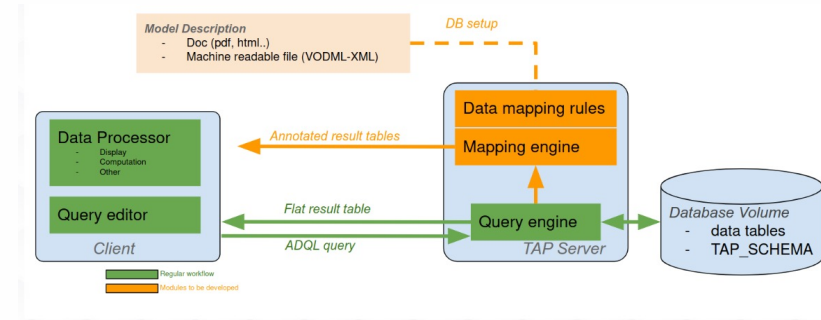 Model Description
- Doc (pdf, html..)
- Machine readable file (VODML-XML)
DB setup
Data mapping rules
Mapping engine
Query engine
TAP Server
Annotated result tables
Flat result table
ADQL query
Data Processor
- Display
- Computation
- Other
Query editor
Client
Database Volume
- data tables
- TAP_SCHEMA
Regular workflow
Modules to be developed